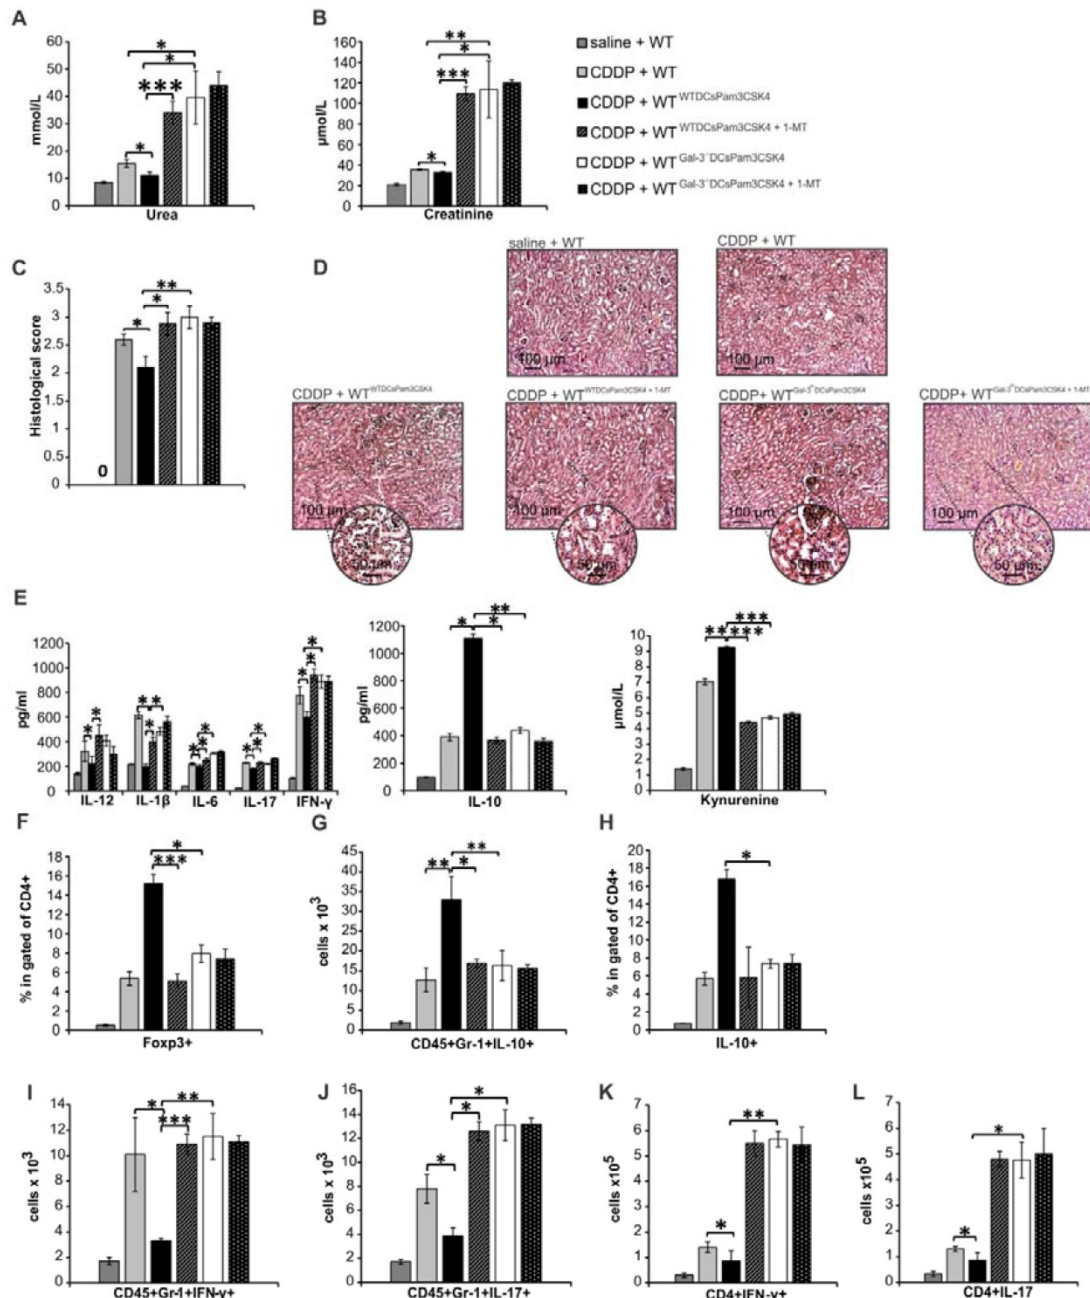 A
mmol/L
60
50
40
30
20
10
0
*
*
***
*
Urea
B
µmol/L
160
140
120
100
80
60
40
20
0
**
*
***
*
Creatinine
saline + WT
CDDP + WT
CDDP + WT WTDCsPam3CSK4
CDDP + WT WTDCsPam3CSK4 + 1-MT
CDDP + WT Gal-3-/-DCsPam3CSK4
CDDP + WT Gal-3-/-DCsPam3CSK4 + 1-MT
C
Histological score
3.5
3
2.5
2
1.5
1
0.5
0
0
**
*
*
D
saline + WT
100 µm
CDDP + WT
100 µm
CDDP + WT WTDCsPam3CSK4
100 µm
50 µm
CDDP + WT WTDCsPam3CSK4 + 1-MT
100 µm
50 µm
CDDP + WT Gal-3-/-DCsPam3CSK4
100 µm
50 µm
CDDP+ WT Gal-3-/-DCsPam3CSK4 + 1-MT
100 µm
50 µm
E
pg/ml
1200
1000
800
600
400
200
0
* *
* * *
* * *
* * *
* * *
IL-12 IL-1β IL-6 IL-17 IFN-γ
pg/ml
1200
1000
800
600
400
200
0
**
* *
IL-10
µmol/L
10
9
8
7
6
5
4
3
2
1
0
***
** ***
Kynurenine
F
% in gated of CD4+
18
16
14
12
10
8
6
4
2
0
*
***
Foxp3+
G
cells x 10³
45
40
35
30
25
20
15
10
5
0
**
** *
CD45+Gr-1+IL-10+
H
% in gated of CD4+
20
18
16
14
12
10
8
6
4
2
0
*
IL-10+
I
cells x 10³
14
12
10
8
6
4
2
0
**
*
***
CD45+Gr-1+IFN-γ+
J
cells x 10³
16
14
12
10
8
6
4
2
0
*
*
*
CD45+Gr-1+IL-17+
K
cells x10⁵
7
6
5
4
3
2
1
0
**
*
CD4+IFN-γ+
L
cells x10⁵
7
6
5
4
3
2
1
0
*
*
CD4+IL-17